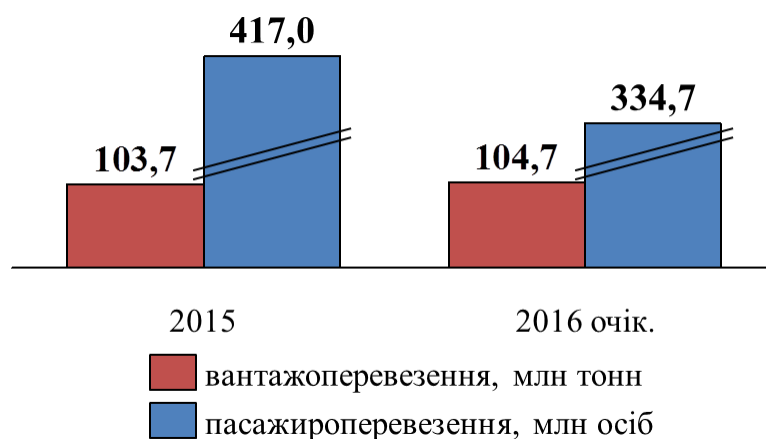 417,0
334,7
103,7
104,7
2015
2016 очік.
вантажоперевезення, млн тонн
пасажироперевезення, млн осіб